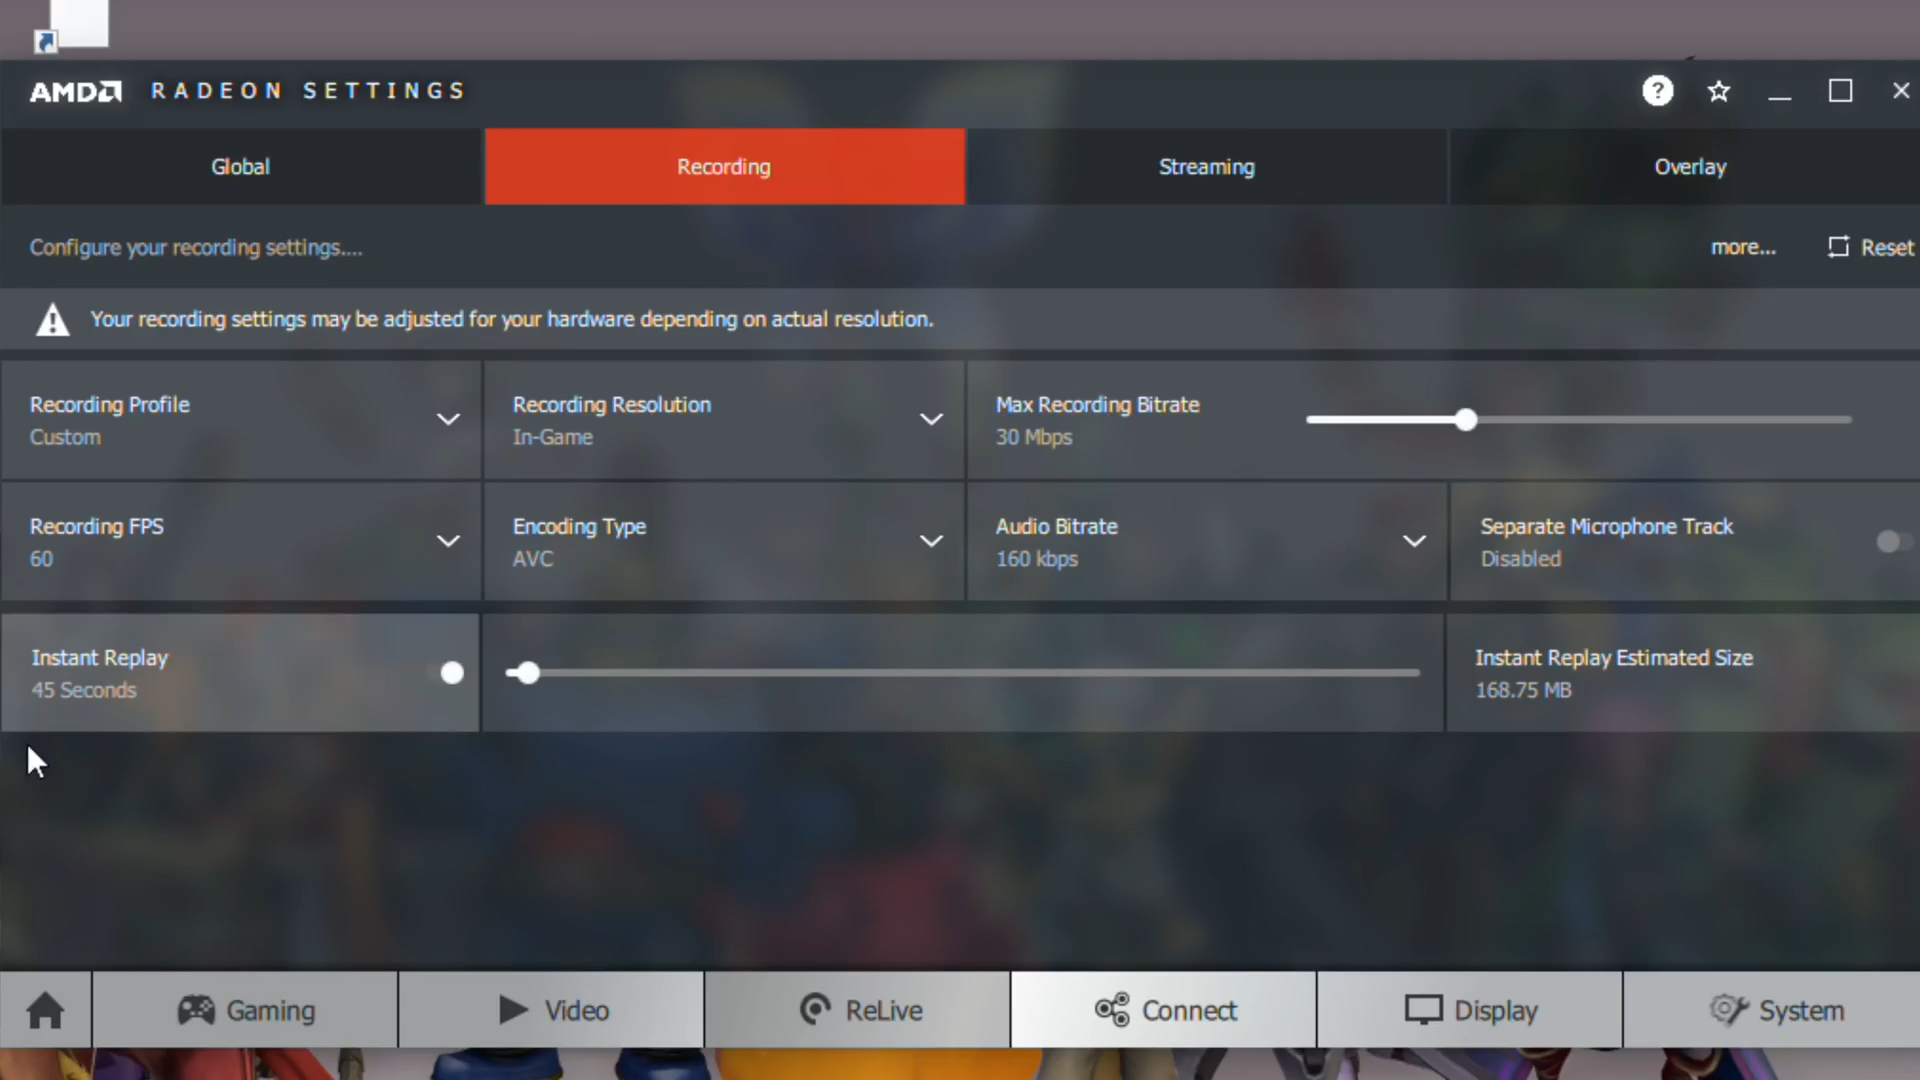 AMD RADEON SETTINGS
Global
Recording
Streaming
Overlay
Configure your recording settings....
more...
Reset
Your recording settings may be adjusted for your hardware depending on actual resolution.
Recording Profile
Custom
Recording Resolution
In-Game
Max Recording Bitrate
30 Mbps
Recording FPS
60
Encoding Type
AVC
Audio Bitrate
160 kbps
Separate Microphone Track
Disabled
Instant Replay
45 Seconds
Instant Replay Estimated Size
168.75 MB
Gaming
Video
ReLive
Connect
Display
System